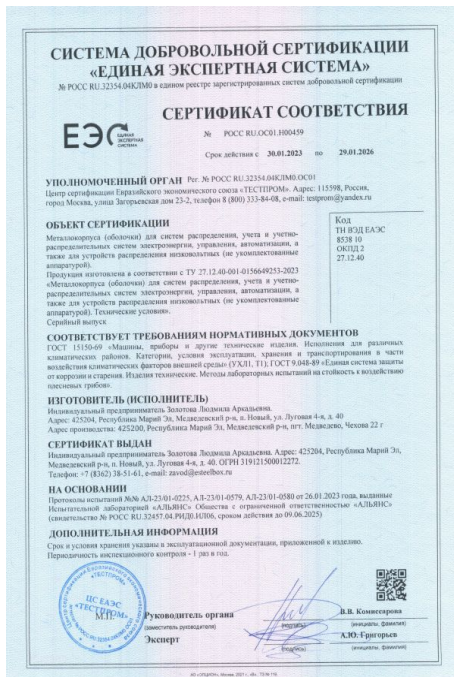 СИСТЕМА ДОБРОВОЛЬНОЙ СЕРТИФИКАЦИИ
«ЕДИНАЯ ЭКСПЕРТНАЯ СИСТЕМА»
№ РОСС RU.32354.04КЛМ0 в едином реестре зарегистрированных систем добровольной сертификации
СЕРТИФИКАТ СООТВЕТСТВИЯ
ЕЭС ЕДИНАЯ
ЭКСПЕРТНАЯ
СИСТЕМА
№ РОСС RU.ОС01.Н00459
Срок действия с 30.01.2023 по 29.01.2026
УПОЛНОМОЧЕННЫЙ ОРГАН Рег. № РОСС RU.32354.04КЛМ0.ОС01
Центр сертификации Евразийского экономического союза «ТЕСТПРОМ». Адрес: 115598, Россия,
город Москва, улица Загорьевская дом 23-2, телефон 8 (800) 333-84-08, e-mail: testprom@yandex.ru
ОБЪЕКТ СЕРТИФИКАЦИИ
Металлокорпуса (оболочки) для систем распределения, учета и учетно-
распределительных систем электроэнергии, управления, автоматизации, а
также для устройств распределения низковольтных (не укомплектованные
аппаратурой).
Продукция изготовлена в соответствии с ТУ 27.12.40-001-0156649253-2023
«Металлокорпуса (оболочки) для систем распределения, учета и учетно-
распределительных систем электроэнергии, управления, автоматизации, а
также для устройств распределения низковольтных (не укомплектованные
аппаратурой). Технические условия».
Серийный выпуск
Код
ТН ВЭД ЕАЭС
8538 10
ОКПД 2
27.12.40
СООТВЕТСТВУЕТ ТРЕБОВАНИЯМ НОРМАТИВНЫХ ДОКУМЕНТОВ
ГОСТ 15150-69 «Машины, приборы и другие технические изделия. Исполнения для различных
климатических районов. Категории, условия эксплуатации, хранения и транспортирования в части
воздействия климатических факторов внешней среды» (УХЛ1, Т1); ГОСТ 9.048-89 «Единая система защиты
от коррозии и старения. Изделия технические. Методы лабораторных испытаний на стойкость к воздействию
плесневых грибов».
ИЗГОТОВИТЕЛЬ (ИСПОЛНИТЕЛЬ)
Индивидуальный предприниматель Золотова Людмила Аркадьевна.
Адрес: 425204, Республика Марий Эл, Медведевский р-н, п. Новый, ул. Луговая 4-я, д. 40
Адрес производства: 425200, Республика Марий Эл, Медведевский р-н, пгт. Медведево, Чехова 22 г
СЕРТИФИКАТ ВЫДАН
Индивидуальный предприниматель Золотова Людмила Аркадьевна. Адрес: 425204, Республика Марий Эл,
Медведевский р-н, п. Новый, ул. Луговая 4-я, д. 40. ОГРН 319121500012272.
Телефон: +7 (8362) 38-51-61, e-mail: zavod@esteelbox.ru
НА ОСНОВАНИИ
Протоколы испытаний №№ АЛ-23/01-0225, АЛ-23/01-0579, АЛ-23/01-0580 от 26.01.2023 года, выданные
Испытательной лабораторией «АЛЬЯНС» Общества с ограниченной ответственностью «АЛЬЯНС»
(свидетельство № РОСС RU.32457.04.РИД0.ИЛ06, сроком действия до 09.06.2025)
ДОПОЛНИТЕЛЬНАЯ ИНФОРМАЦИЯ
Срок и условия хранения указаны в эксплуатационной документации, приложенной к изделию.
Периодичность инспекционного контроля - 1 раз в год.
ЦС ЕАЭС
«ТЕСТПРОМ»
М.П.
Руководитель органа
(заместитель руководителя)
(подпись)
В.В. Комиссарова
(инициалы, фамилия)
Эксперт
(подпись)
А.Ю. Григорьев
(инициалы, фамилия)